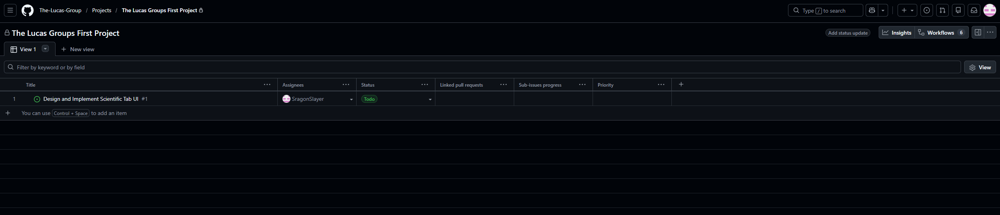 The-Lucas-Group / Projects / The Lucas Groups First Project
Type / to search
The Lucas Groups First Project
Add status update
Insights
Workflows 6
View 1
New view
Filter by keyword or by field
View
Title
Assignees
Status
Linked pull requests
Sub-issues progress
Priority
1 Design and Implement Scientific Tab UI #1
SragonSlayer
Todo
You can use Control + Space to add an item